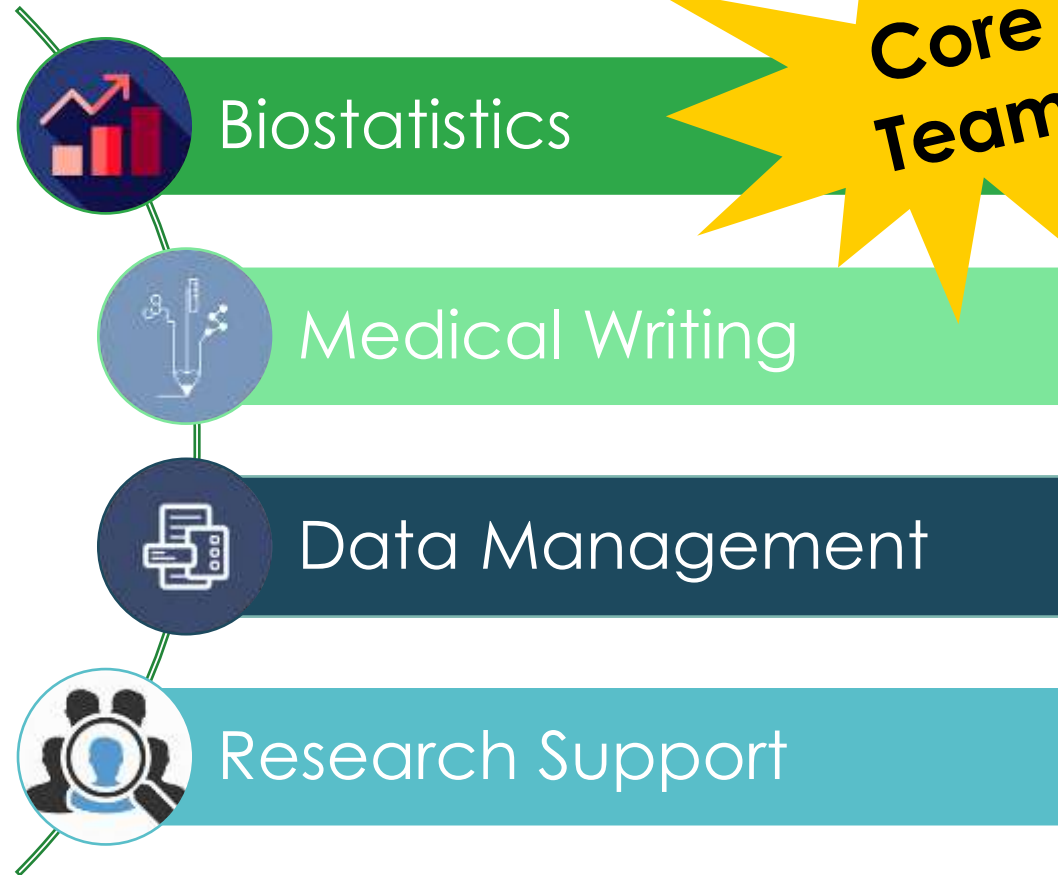 Core
Team
Biostatistics
Medical Writing
Data Management
Research Support